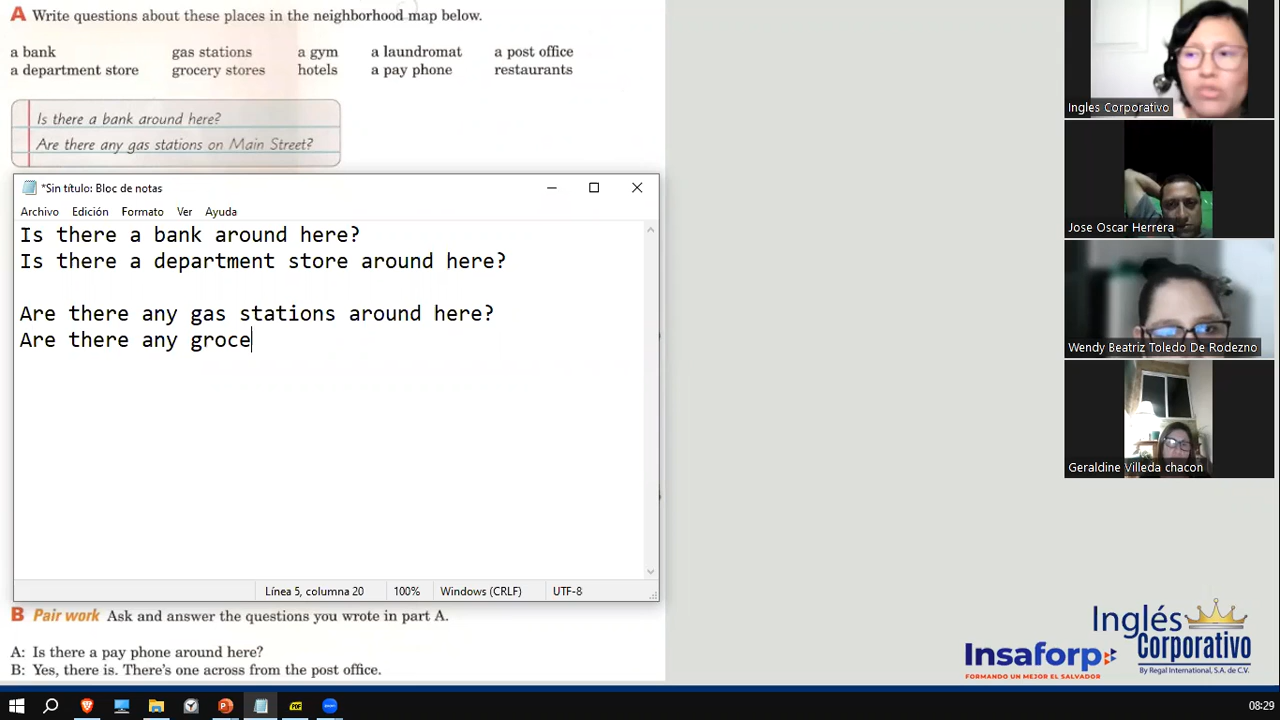 A Write questions about these places in the neighborhood map below.
a bank gas stations a gym a laundromat a post office
a department store grocery stores hotels a pay phone restaurants
Is there a bank around here?
Are there any gas stations on Main Street?
*Sin título: Bloc de notas
Archivo Edición Formato Ver Ayuda
Is there a bank around here?
Is there a department store around here?
Are there any gas stations around here?
Are there any groce
Línea 5, columna 20 100% Windows (CRLF) UTF-8
B Pair work Ask and answer the questions you wrote in part A.
A: Is there a pay phone around here?
B: Yes, there is. There's one across from the post office.
Ingles Corporativo
Jose Oscar Herrera
Wendy Beatriz Toledo De Rodezno
Geraldine Villeda chacon
Insaforp
FORMANDO UN MEJOR EL SALVADOR
Inglés
Corporativo
By Regal International, S.A. de C.V.
08:29